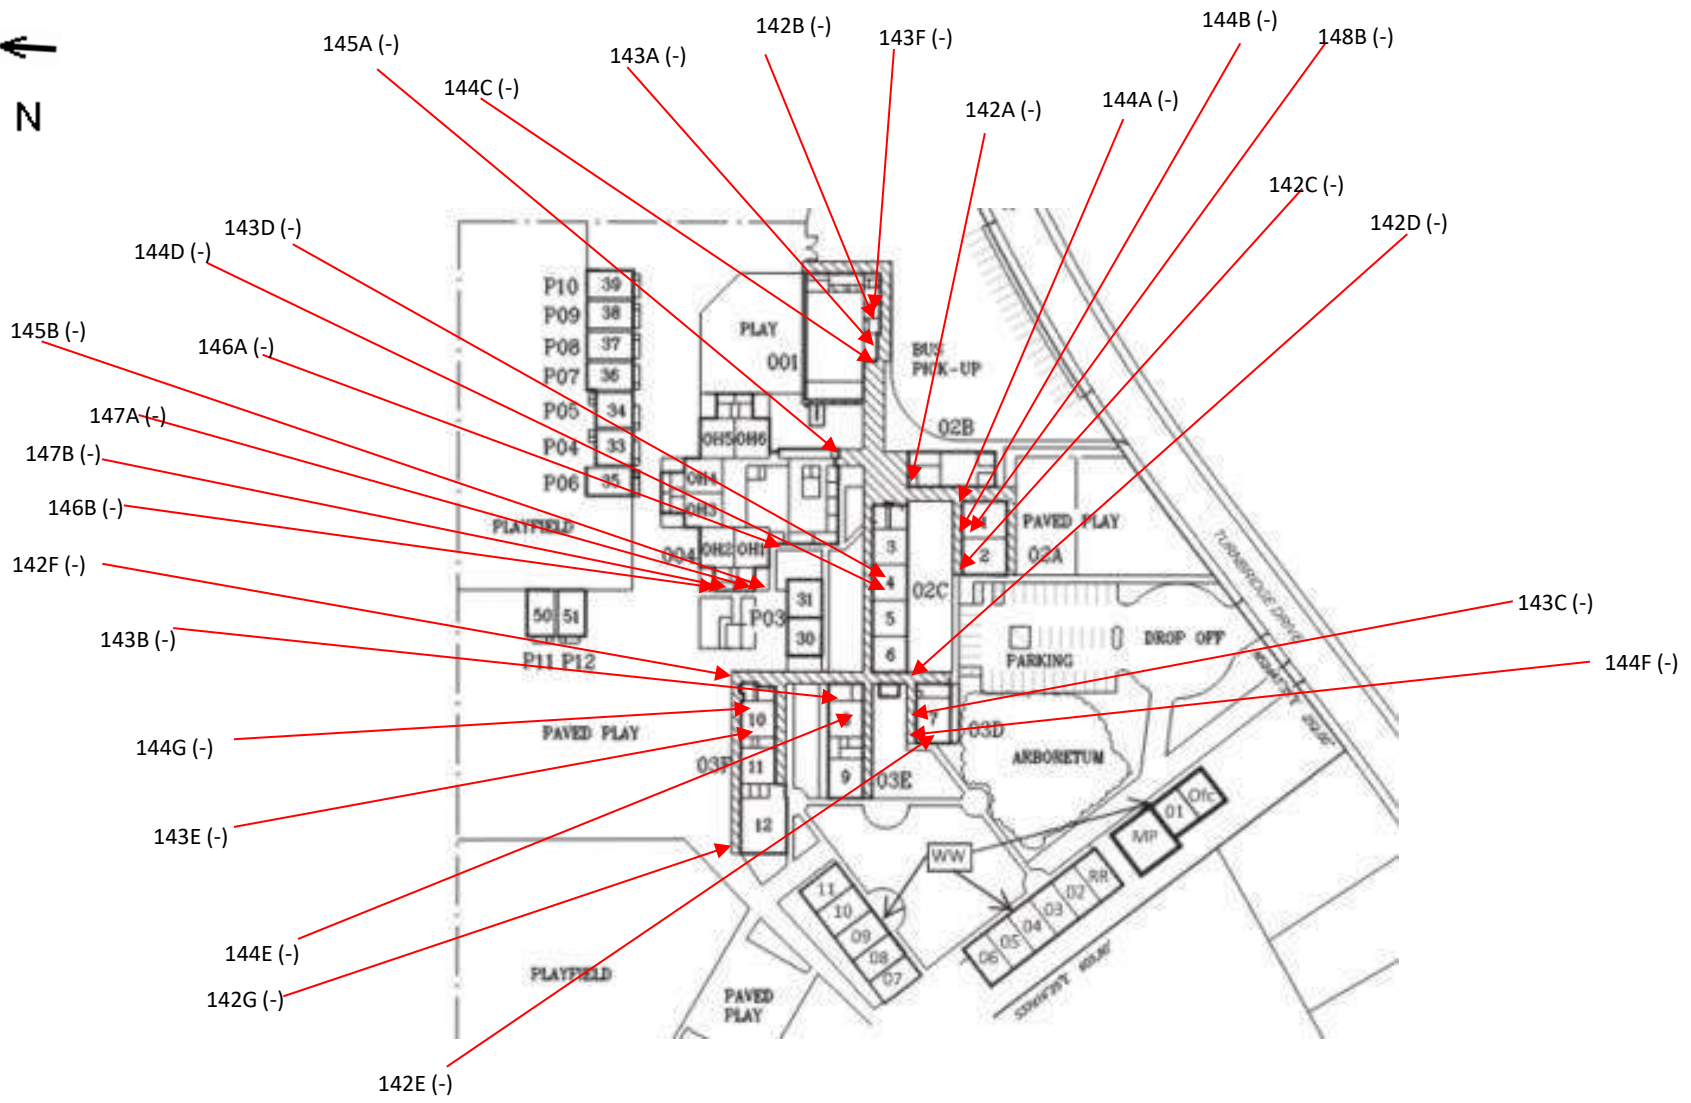 144B (-)
142B (-)
148B (-)
143F (-)
145A (-)
143A (-)
144C (-)
144A (-)
142A (-)
N
142C (-)
142D (-)
143D (-)
144D (-)
P10 39
P09 38
PLAY
145B (-)
146A (-)
P08 37
BUS
PICK-UP
001
P07 36
P05 34
147A (-)
02B
P04 33
OH5 OH6
147B (-)
P06 35
OH4
146B (-)
OH3
PLAYFIELD
1
PAVED PLAY
TURNBRIDGE DRIVE
3
004
OH2 OH1
2
02A
142F (-)
4
02C
143C (-)
50 51
31
P03
5
143B (-)
30
DROP OFF
6
P11 P12
PARKING
144F (-)
10
7
03D
PAVED PLAY
144G (-)
ARBORETUM
03F
11
9
03E
143E (-)
12
01 Ofc
MP
WW
11
10
09
08
07
RR
02
03
04
05
06
144E (-)
PLAYFIELD
142G (-)
PAVED
PLAY
142E (-)